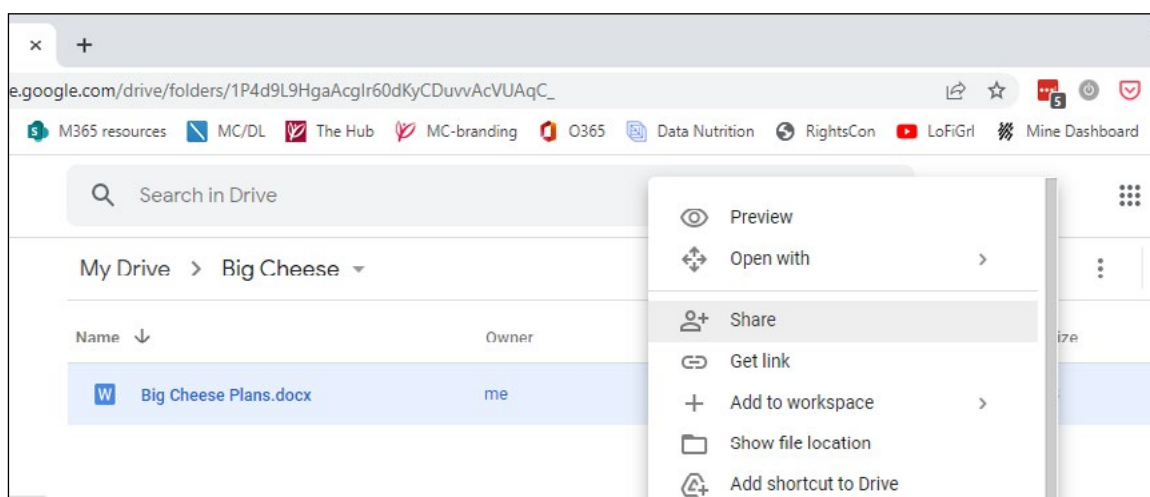 e.google.com/drive/folders/1P4d9L9HgaAcgIr60dKyCDuvvAcVUAqC_
5
M365 resources MC/DL The Hub MC-branding O365 Data Nutrition RightsCon LoFiGrl Mine Dashboard
Search in Drive
Preview
My Drive > Big Cheese
Open with
Share
Name Owner ize
Get link
W Big Cheese Plans.docx me
Add to workspace
Show file location
Add shortcut to Drive